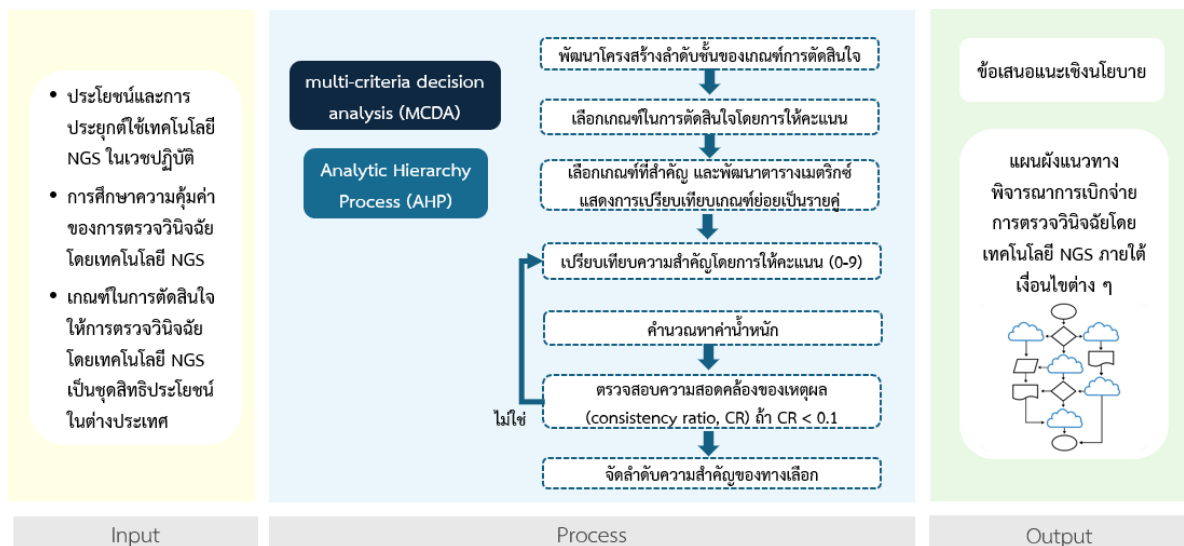 • ประโยชน์และการ
ประยุกต์ใช้เทคโนโลยี
NGS ในเวชปฏิบัติ
• การศึกษาความคุ้มค่า
ของการตรวจวินิจฉัย
โดยเทคโนโลยี NGS
• เกณฑ์ในการตัดสินใจ
ให้การตรวจวินิจฉัย
โดยเทคโนโลยี NGS
เป็นชุดสิทธิประโยชน์
ในต่างประเทศ
Input
multi-criteria decision
analysis (MCDA)
Analytic Hierarchy
Process (AHP)
พัฒนาโครงสร้างลำดับชั้นของเกณฑ์การตัดสินใจ
เลือกเกณฑ์ในการตัดสินใจโดยการให้คะแนน
เลือกเกณฑ์ที่สำคัญ และพัฒนาตารางเมตริกซ์
แสดงการเปรียบเทียบเกณฑ์ย่อยเป็นรายคู่
เปรียบเทียบความสำคัญโดยการให้คะแนน (0-9)
คำนวณหาค่าน้ำหนัก
ตรวจสอบความสอดคล้องของเหตุผล
(consistency ratio, CR) ถ้า CR < 0.1
ไม่ใช่
จัดลำดับความสำคัญของทางเลือก
Process
ข้อเสนอแนะเชิงนโยบาย
แผนผังแนวทาง
พิจารณาการเบิกจ่าย
การตรวจวินิจฉัยโดย
เทคโนโลยี NGS ภายใต้
เงื่อนไขต่าง ๆ
Output